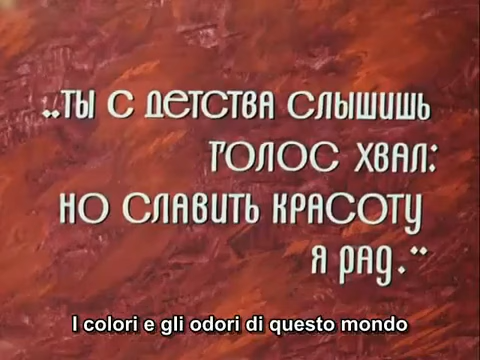 „ТЫ С ДЕТСТВА СЛЫШИШЬ
ГОЛОС ХВАЛ:
НО СЛАВИТЬ КРАСОТУ
Я РАД.“
I colori e gli odori di questo mondo